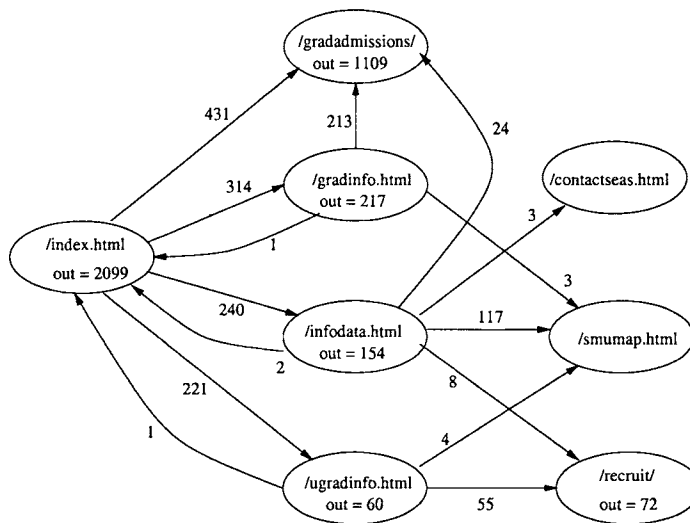 /gradadmissions/
out = 1109
431
213
24
/gradinfo.html
out = 217
/contactseas.html
314
3
/index.html
out = 2099
1
3
240
/infodata.html
out = 154
117
/smumap.html
2
221
8
1
4
/ugradinfo.html
out = 60
55
/recruit/
out = 72